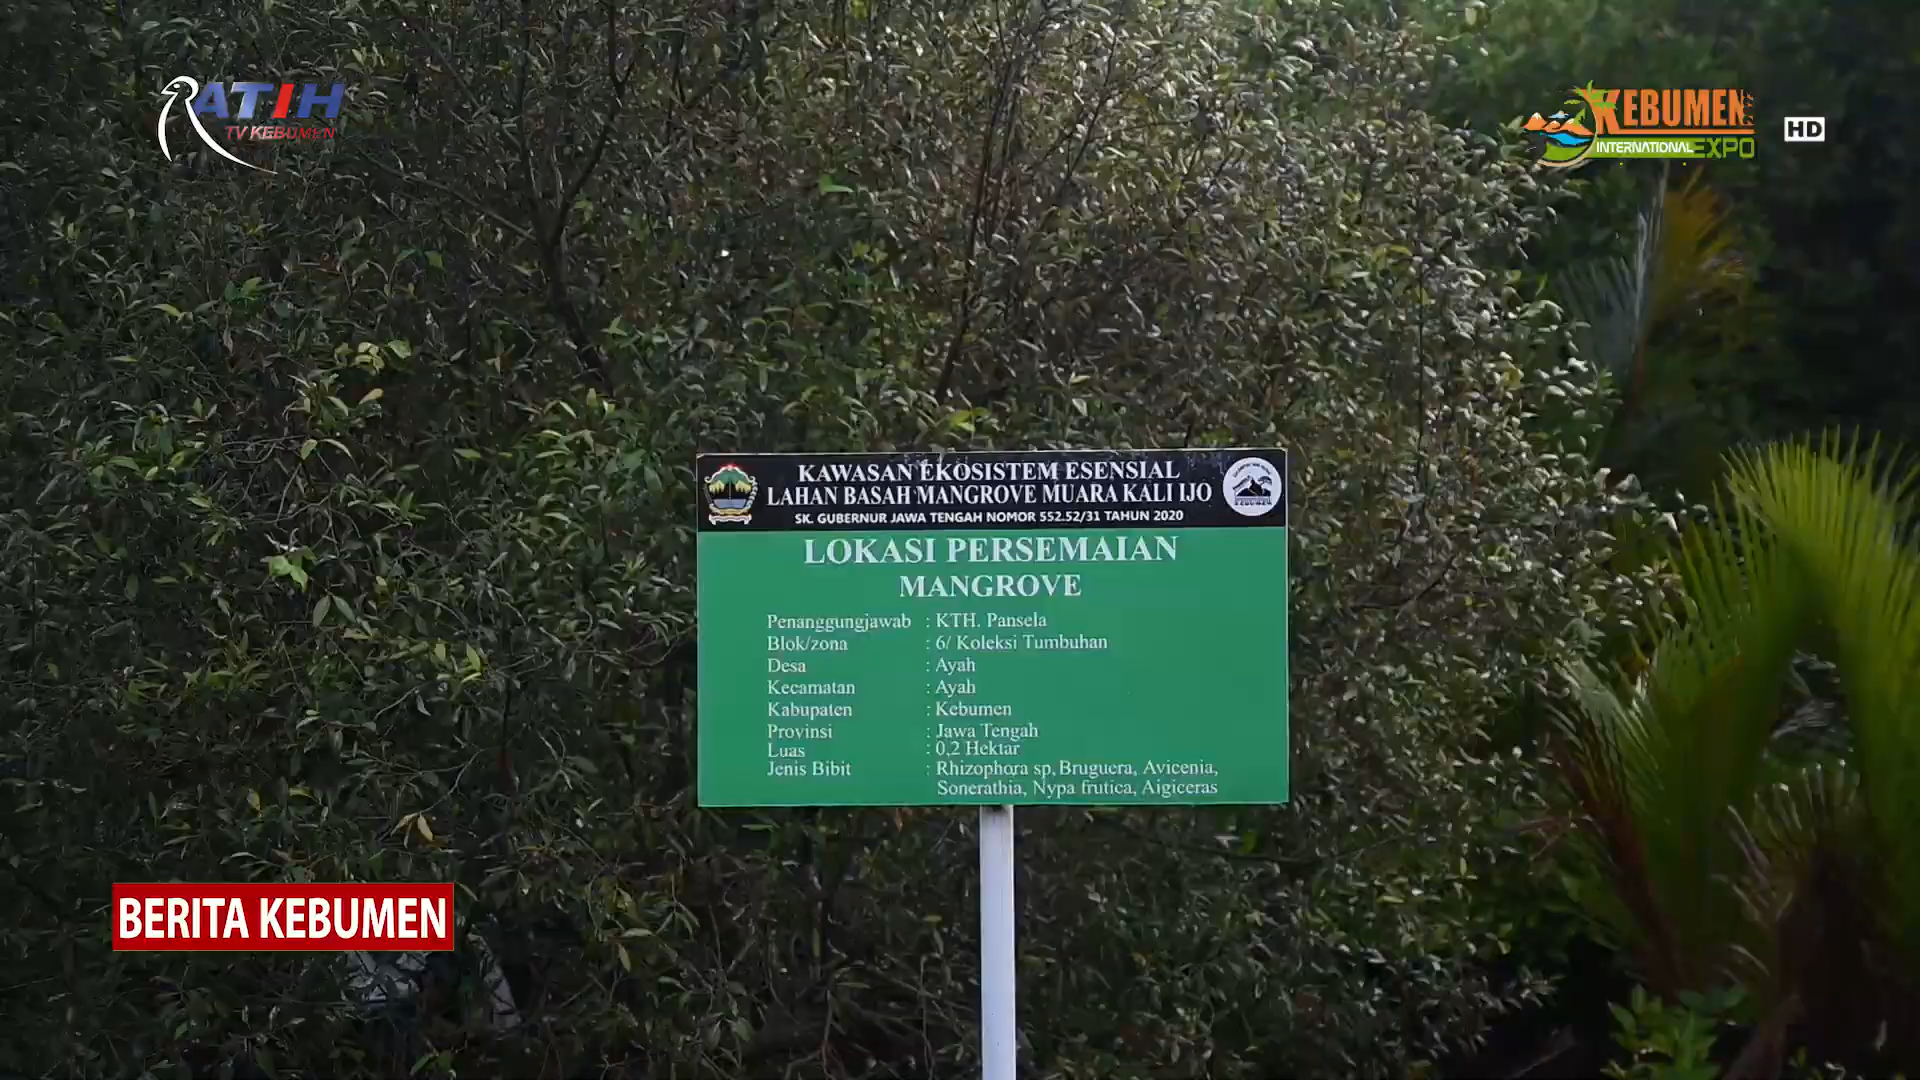 RATIH
TV KEBUMEN
KEBUMEN
INTERNATIONAL EXPO
HD
KAWASAN EKOSISTEM ESENSIAL
LAHAN BASAH MANGROVE MUARA KALI IJO
SK. GUBERNUR JAWA TENGAH NOMOR 552.52/31 TAHUN 2020
LOKASI PERSEMAIAN
MANGROVE
Penanggungjawab : KTH. Pansela
Blok/zona : 6/ Koleksi Tumbuhan
Desa : Ayah
Kecamatan : Ayah
Kabupaten : Kebumen
Provinsi : Jawa Tengah
Luas : 0,2 Hektar
Jenis Bibit : Rhizophora sp, Bruguera, Avicenia,
Sonerathia, Nypa frutica, Aigiceras
BERITA KEBUMEN